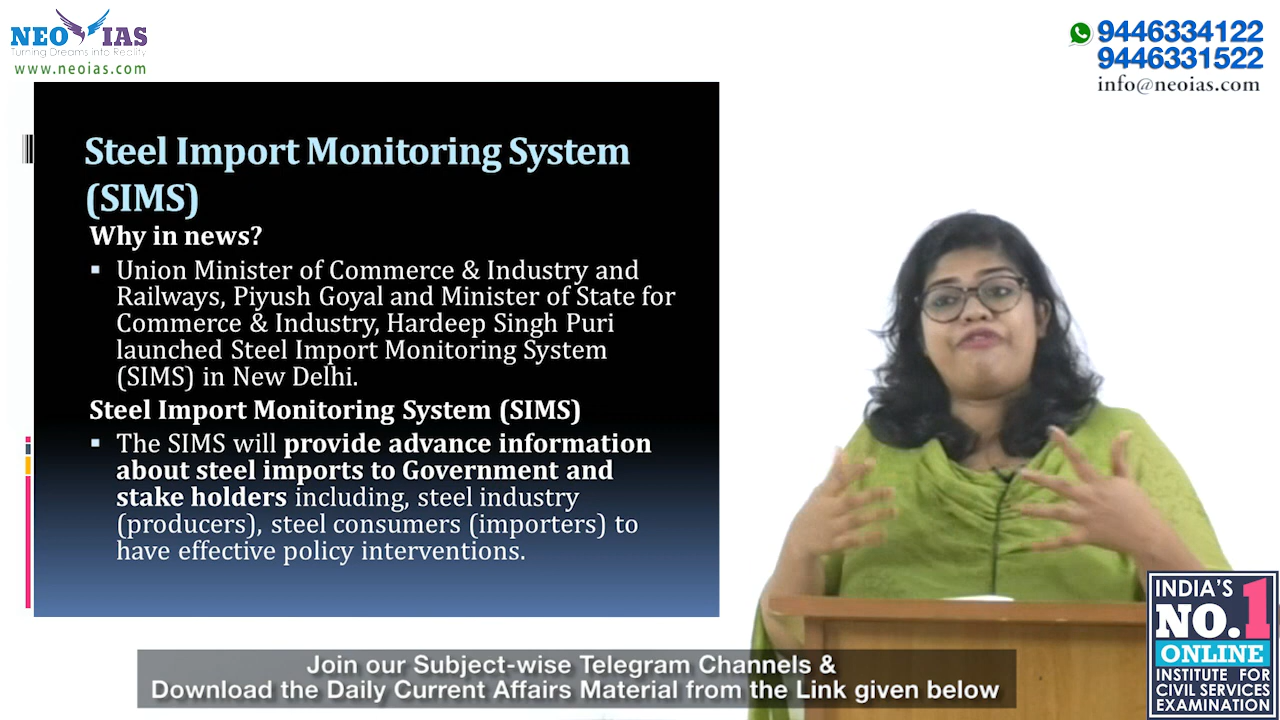 NEO IAS
Turning Dreams into Reality
www.neoias.com
9446334122
9446331522
info@neoias.com
Steel Import Monitoring System
(SIMS)
Why in news?
Union Minister of Commerce & Industry and
Railways, Piyush Goyal and Minister of State for
Commerce & Industry, Hardeep Singh Puri
launched Steel Import Monitoring System
(SIMS) in New Delhi.
Steel Import Monitoring System (SIMS)
The SIMS will provide advance information
about steel imports to Government and
stake holders including, steel industry
(producers), steel consumers (importers) to
have effective policy interventions.
INDIA'S
NO.1
ONLINE
INSTITUTE FOR
CIVIL SERVICES
EXAMINATION
Join our Subject-wise Telegram Channels &
Download the Daily Current Affairs Material from the Link given below